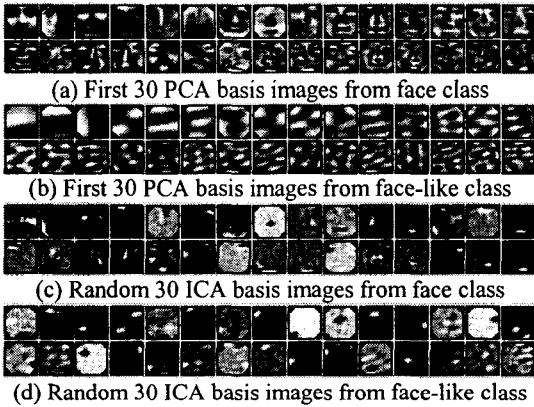 (a) First 30 PCA basis images from face class
(b) First 30 PCA basis images from face-like class
(c) Random 30 ICA basis images from face class
(d) Random 30 ICA basis images from face-like class